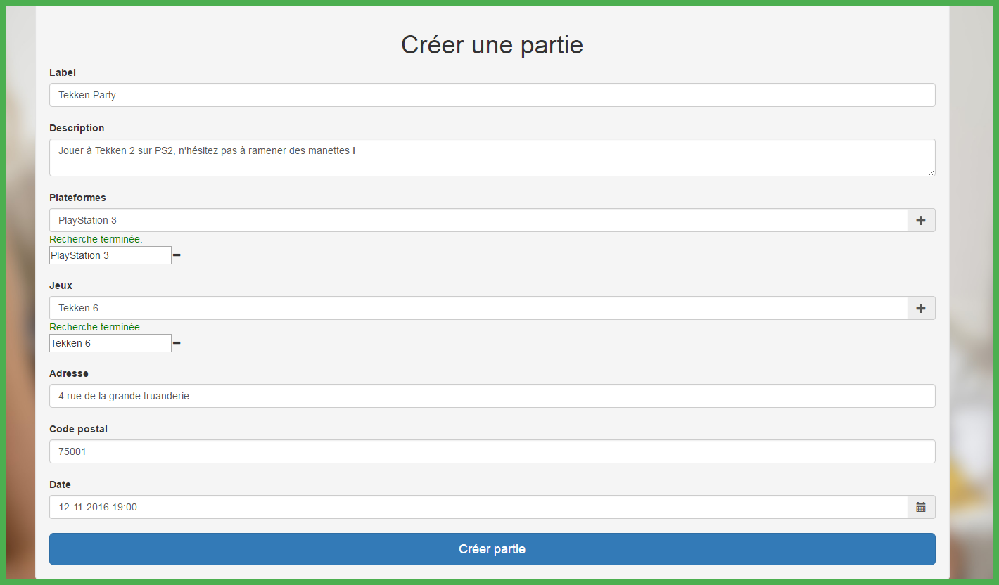 Créer une partie
Label
Tekken Party
Description
Jouer à Tekken 2 sur PS2, n'hésitez pas à ramener des manettes !
Plateformes
PlayStation 3
Recherche terminée.
PlayStation 3
Jeux
Tekken 6
Recherche terminée.
Tekken 6
Adresse
4 rue de la grande truanderie
Code postal
75001
Date
12-11-2016 19:00
Créer partie